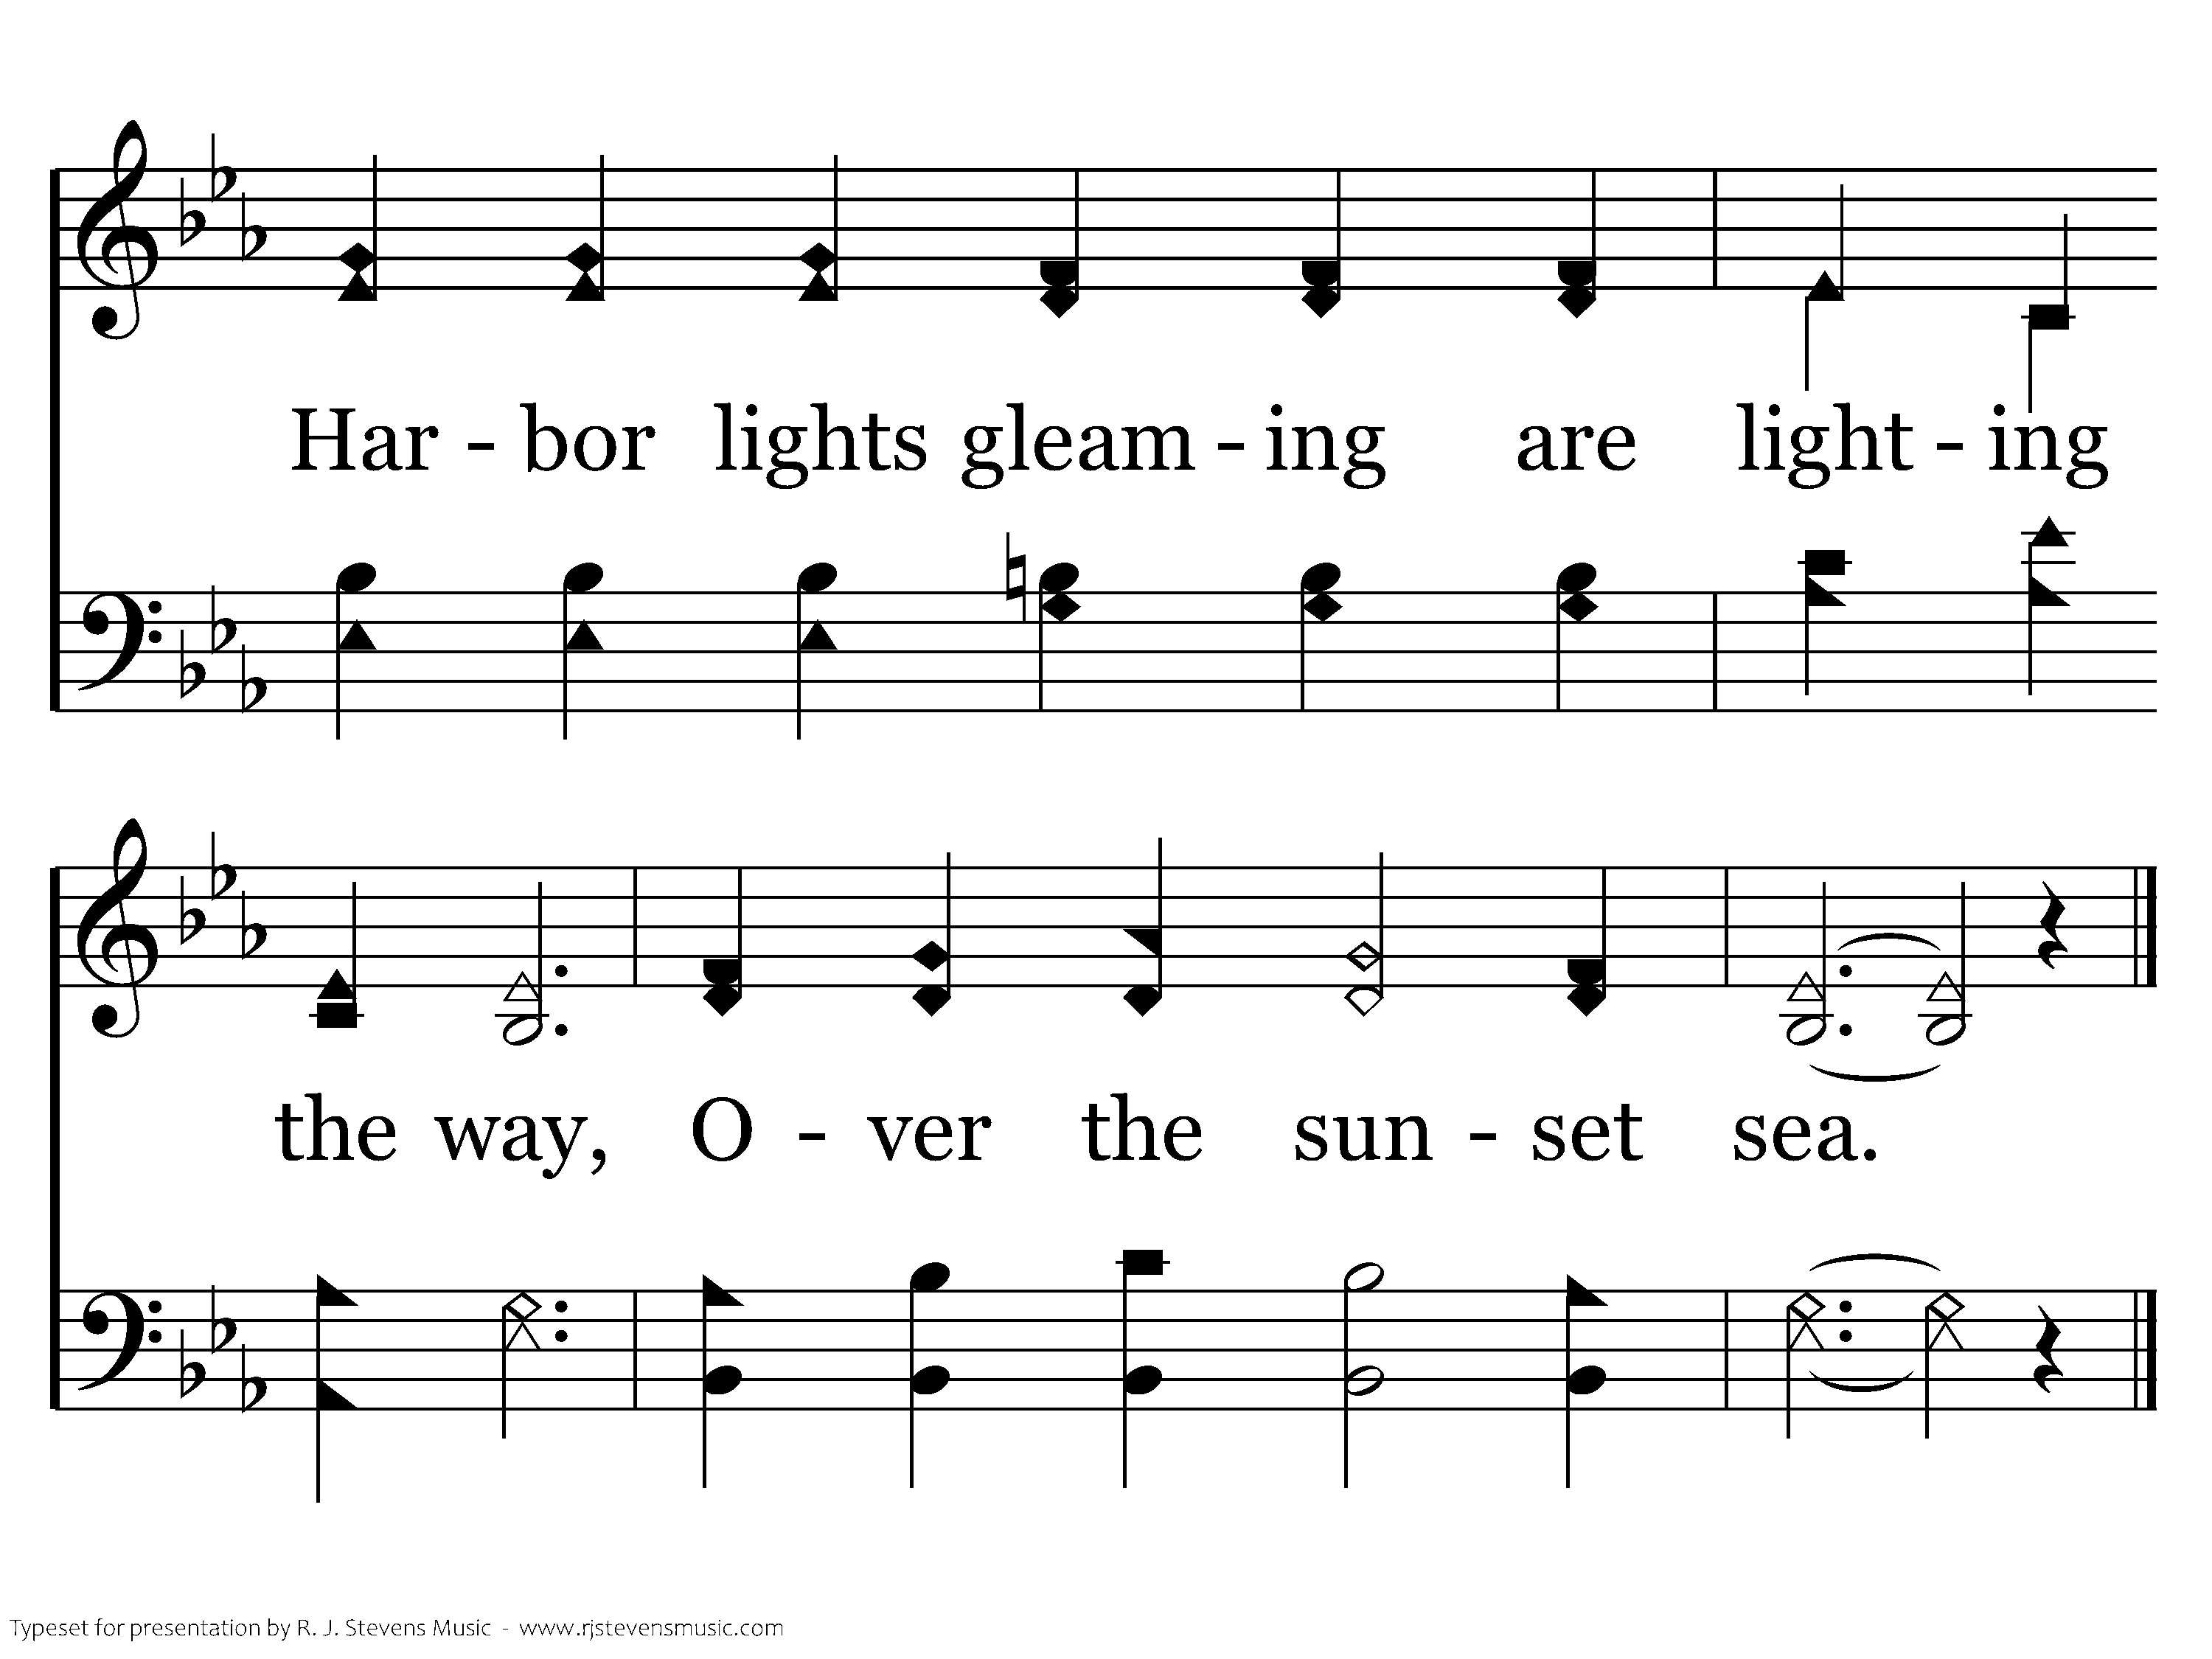 Har - bor lights gleam - ing are light - ing
the way, O - ver the sun - set sea.
Typeset for presentation by R. J. Stevens Music - www.rjstevensmusic.com